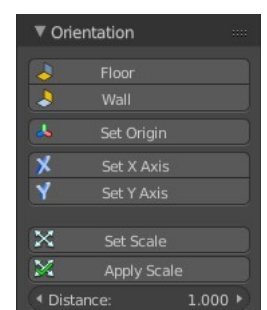 Orientation
Floor
Wall
Set Origin
Set X Axis
Set Y Axis
Set Scale
Apply Scale
Distance: 1.000